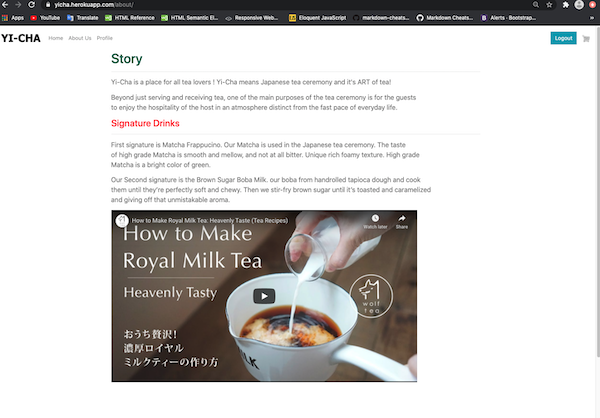 yicha.herokuapp.com/about/
Apps YouTube Translate HTML Reference HTML Semantic El... Responsive Web... Eloquent JavaScript markdown-cheats... GitHub Markdown Cheats... Alerts · Bootstrap...
YI-CHA Home About Us Profile Logout
Story
Yi-Cha is a place for all tea lovers ! Yi-Cha means Japanese tea ceremony and it's ART of tea!
Beyond just serving and receiving tea, one of the main purposes of the tea ceremony is for the guests
to enjoy the hospitality of the host in an atmosphere distinct from the fast pace of everyday life.
Signature Drinks
First signature is Matcha Frappucino. Our Matcha is used in the Japanese tea ceremony. The taste
of high grade Matcha is smooth and mellow, and not at all bitter. Unique rich foamy texture. High grade
Matcha is a bright color of green.
Our Second signature is the Brown Sugar Boba Milk. our boba from handrolled tapioca dough and cook
them until they're perfectly soft and chewy. Then we stir-fry brown sugar until it's toasted and caramelized
and giving off that unmistakable aroma.
How to Make Royal Milk Tea: Heavenly Taste (Tea Recipes)
Watch later Share
How to Make
Royal Milk Tea
Heavenly Tasty
wolf
tea
おうち贅沢!
濃厚ロイヤル
ミルクティーの作り方
LK